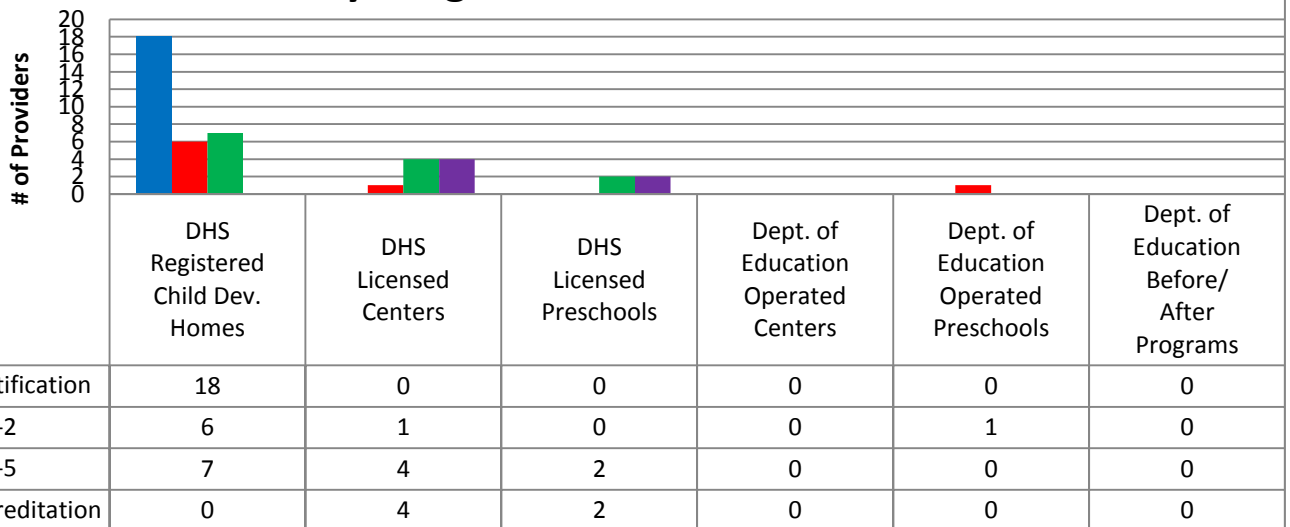 # of Providers
20
18
16
14
12
10
8
6
4
2
0
DHS
Registered
Child Dev.
Homes
DHS
Licensed
Centers
DHS
Licensed
Preschools
Dept. of
Education
Operated
Centers
Dept. of
Education
Operated
Preschools
Dept. of
Education
Before/
After
Programs
tification 18 0 0 0 0 0
-2 6 1 0 0 1 0
-5 7 4 2 0 0 0
reditation 0 4 2 0 0 0